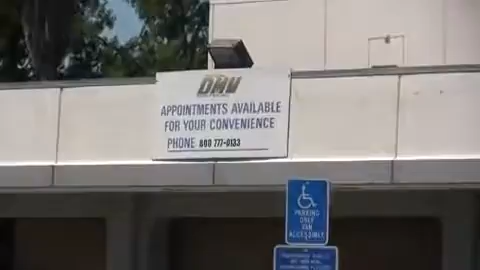 DMV
APPOINTMENTS AVAILABLE
FOR YOUR CONVENIENCE
PHONE 800 777-0133
PARKING
ONLY
VAN
ACCESSIBLE